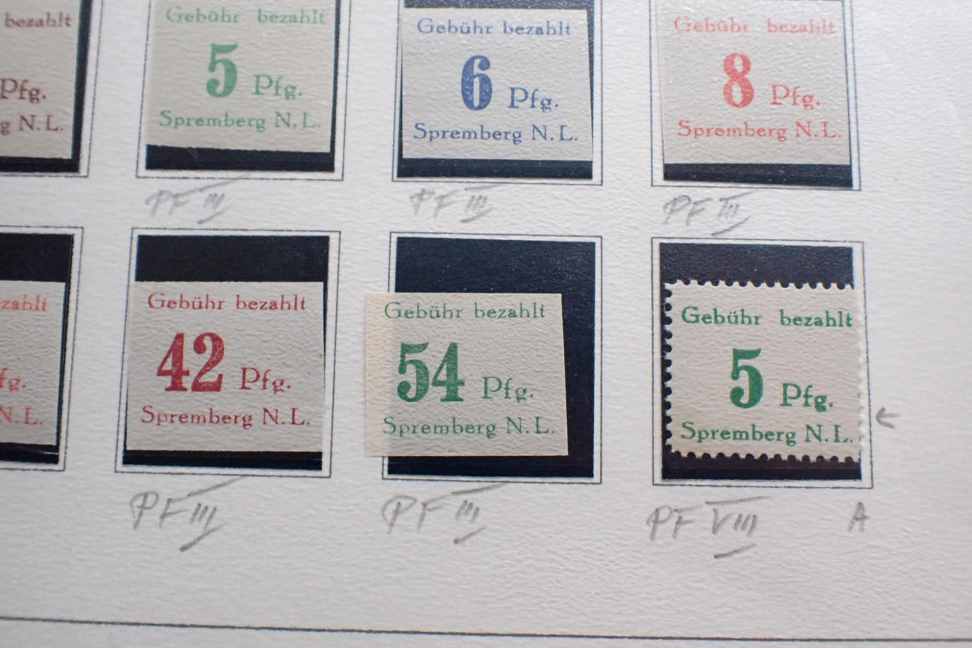 bezahlt
Pfg.
g N.L.
Gebühr bezahlt
5 Pfg.
Spremberg N.L.
PF III
Gebühr bezahlt
6 Pfg.
Spremberg N.L.
PF III
Gebühr bezahlt
8 Pfg.
Spremberg N.L.
PF III
zahlt
fg.
N.L.
Gebühr bezahlt
42 Pfg.
Spremberg N.L.
PF III
Gebühr bezahlt
54 Pfg.
Spremberg N.L.
PF III
Gebühr bezahlt
5 Pfg.
Spremberg N.L.
PF VIII A